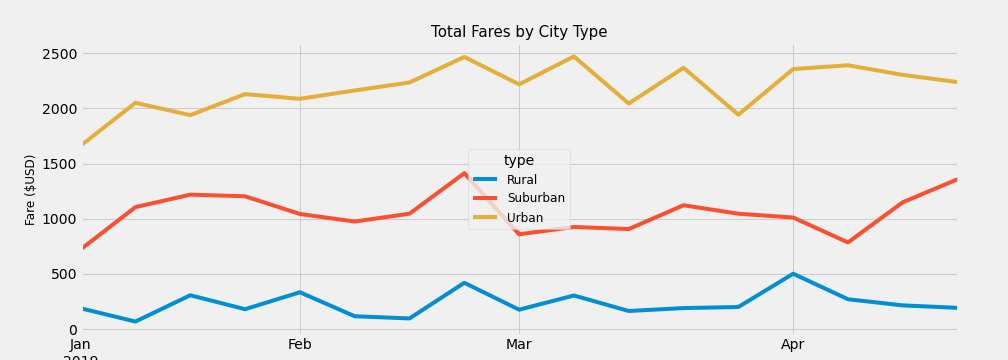 Total Fares by City Type
Fare ($USD)
2500
2000
1500
1000
500
0
type
Rural
Suburban
Urban
Jan Feb Mar Apr
2019